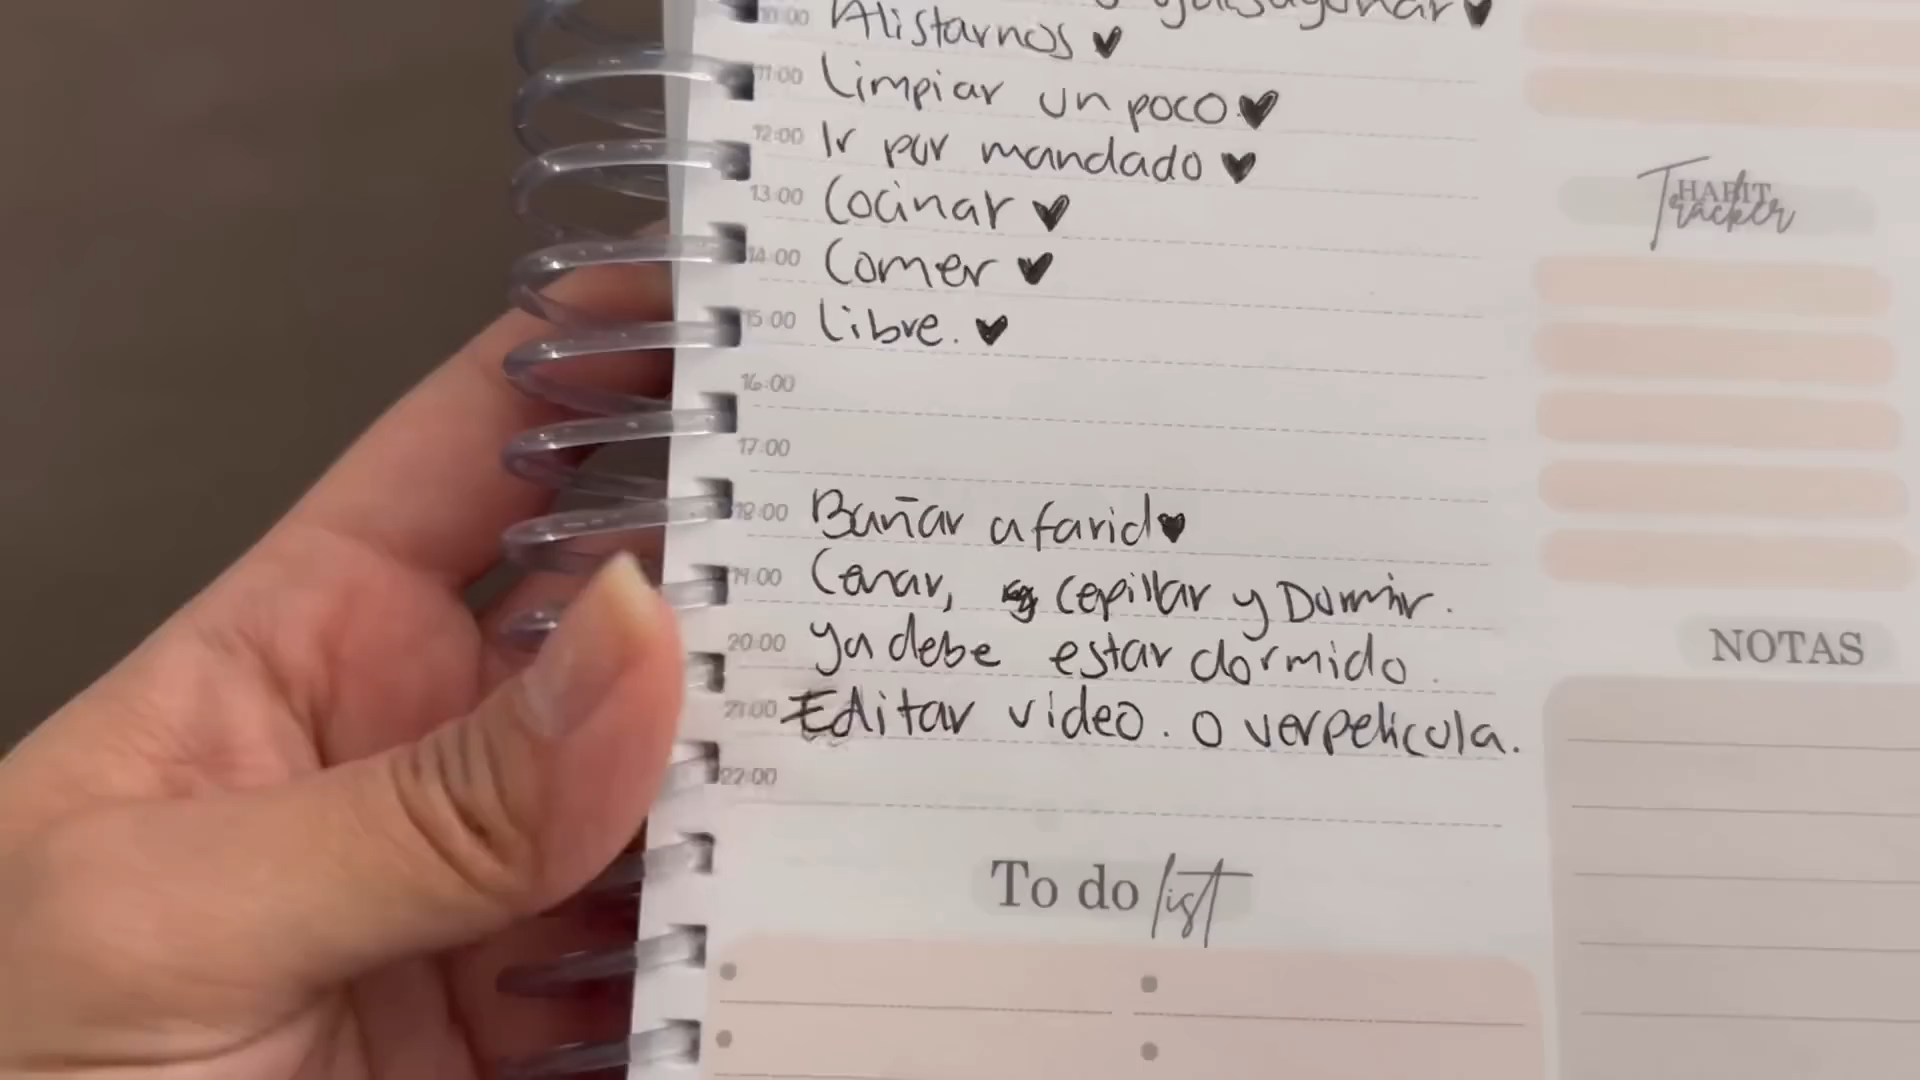 10:00 Alistarnos ♥
11:00 Limpiar un poco ♥
12:00 Ir por mandado ♥
13:00 Cocinar ♥
14:00 Comer ♥
15:00 Libre. ♥
16:00
17:00
18:00 Bañar a farid ♥
19:00 Cenar, cepillar y Dormir.
20:00 ya debe estar dormido.
21:00 Editar video. O ver pelicula.
22:00
To do list
HABIT
Tracker
NOTAS